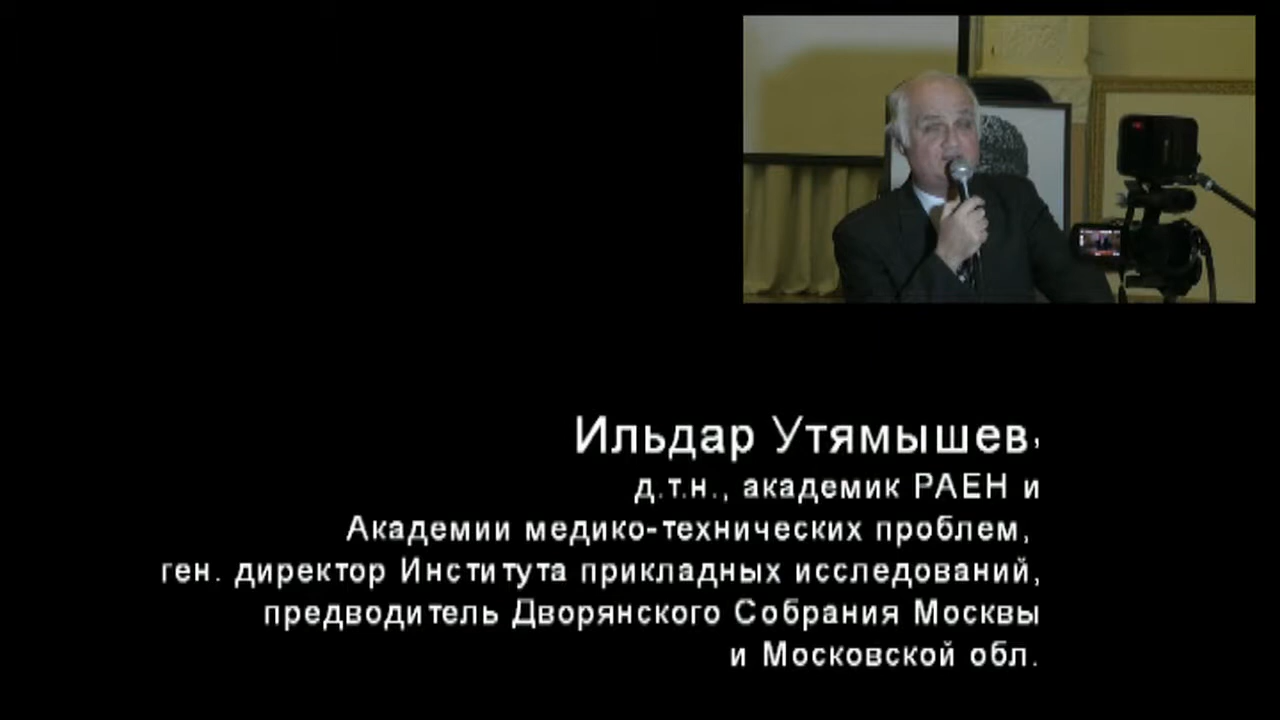 Ильдар Утямышев,
д.т.н., академик РАЕН и
Академии медико-технических проблем,
ген. директор Института прикладных исследований,
предводитель Дворянского Собрания Москвы
и Московской обл.